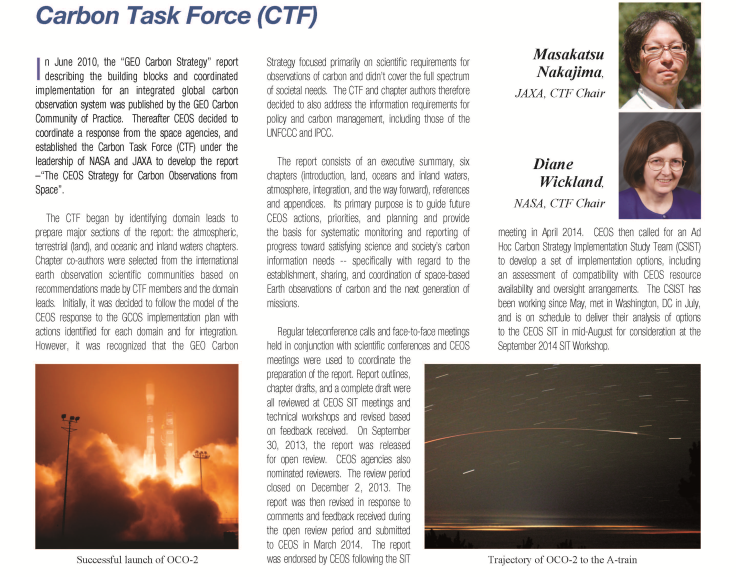 Carbon Task Force (CTF)
In June 2010, the “GEO Carbon Strategy” report
describing the building blocks and coordinated
implementation for an integrated global carbon
observation system was published by the GEO Carbon
Community of Practice. Thereafter CEOS decided to
coordinate a response from the space agencies, and
established the Carbon Task Force (CTF) under the
leadership of NASA and JAXA to develop the report
–“The CEOS Strategy for Carbon Observations from
Space”.
The CTF began by identifying domain leads to
prepare major sections of the report: the atmospheric,
terrestrial (land), and oceanic and inland waters chapters.
Chapter co-authors were selected from the international
earth observation scientific communities based on
recommendations made by CTF members and the domain
leads. Initially, it was decided to follow the model of the
CEOS response to the GCOS implementation plan with
actions identified for each domain and for integration.
However, it was recognized that the GEO Carbon
Successful launch of OCO-2
Strategy focused primarily on scientific requirements for
observations of carbon and didn’t cover the full spectrum
of societal needs. The CTF and chapter authors therefore
decided to also address the information requirements for
policy and carbon management, including those of the
UNFCCC and IPCC.
The report consists of an executive summary, six
chapters (introduction, land, oceans and inland waters,
atmosphere, integration, and the way forward), references
and appendices. Its primary purpose is to guide future
CEOS actions, priorities, and planning and provide
the basis for systematic monitoring and reporting of
progress toward satisfying science and society’s carbon
information needs -- specifically with regard to the
establishment, sharing, and coordination of space-based
Earth observations of carbon and the next generation of
missions.
Regular teleconference calls and face-to-face meetings
held in conjunction with scientific conferences and CEOS
meetings were used to coordinate the
preparation of the report. Report outlines,
chapter drafts, and a complete draft were
all reviewed at CEOS SIT meetings and
technical workshops and revised based
on feedback received. On September
30, 2013, the report was released
for open review. CEOS agencies also
nominated reviewers. The review period
closed on December 2, 2013. The
report was then revised in response to
comments and feedback received during
the open review period and submitted
to CEOS in March 2014. The report
was endorsed by CEOS following the SIT
Masakatsu
Nakajima,
JAXA, CTF Chair
Diane
Wickland,
NASA, CTF Chair
meeting in April 2014. CEOS then called for an Ad
Hoc Carbon Strategy Implementation Study Team (CSIST)
to develop a set of implementation options, including
an assessment of compatibility with CEOS resource
availability and oversight arrangements. The CSIST has
been working since May, met in Washington, DC in July,
and is on schedule to deliver their analysis of options
to the CEOS SIT in mid-August for consideration at the
September 2014 SIT Workshop.
Trajectory of OCO-2 to the A-train